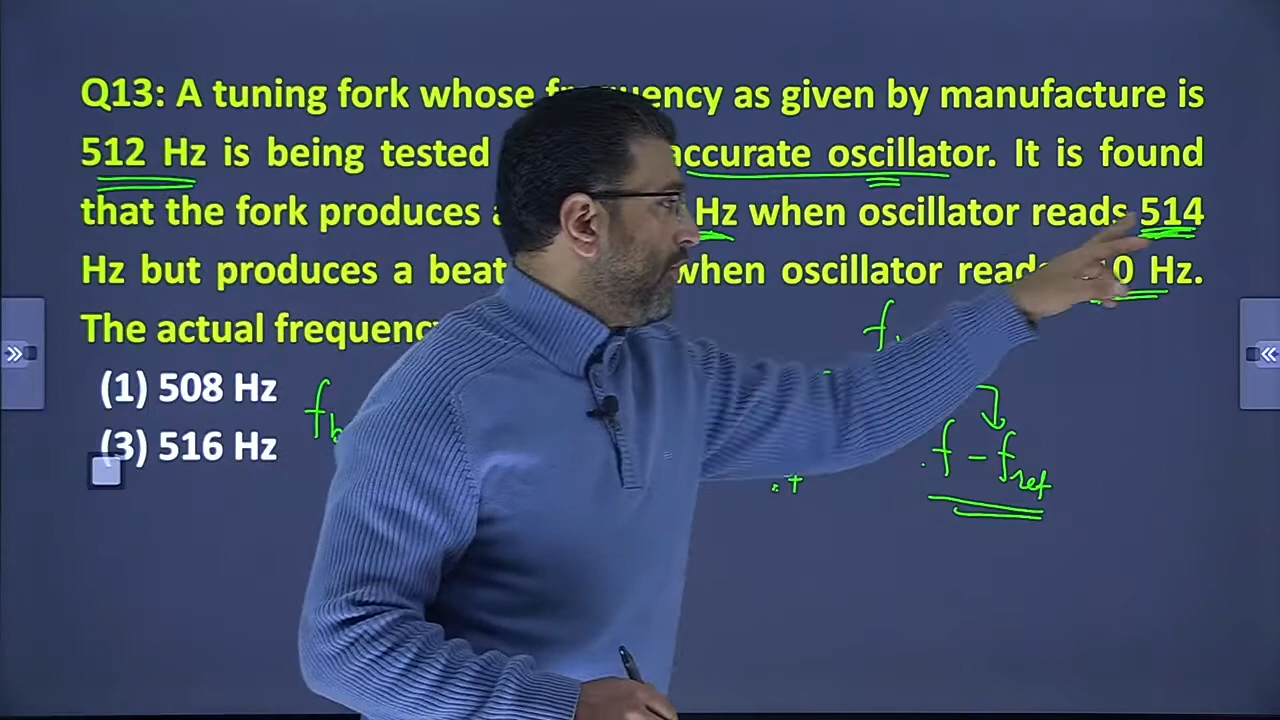 Q13: A tuning fork whose frequency as given by manufacture is
512 Hz is being tested accurate oscillator. It is found
that the fork produces Hz when oscillator reads 514
Hz but produces a beat when oscillator reads Hz.
The actual frequency
(1) 508 Hz
(3) 516 Hz
f - f ref